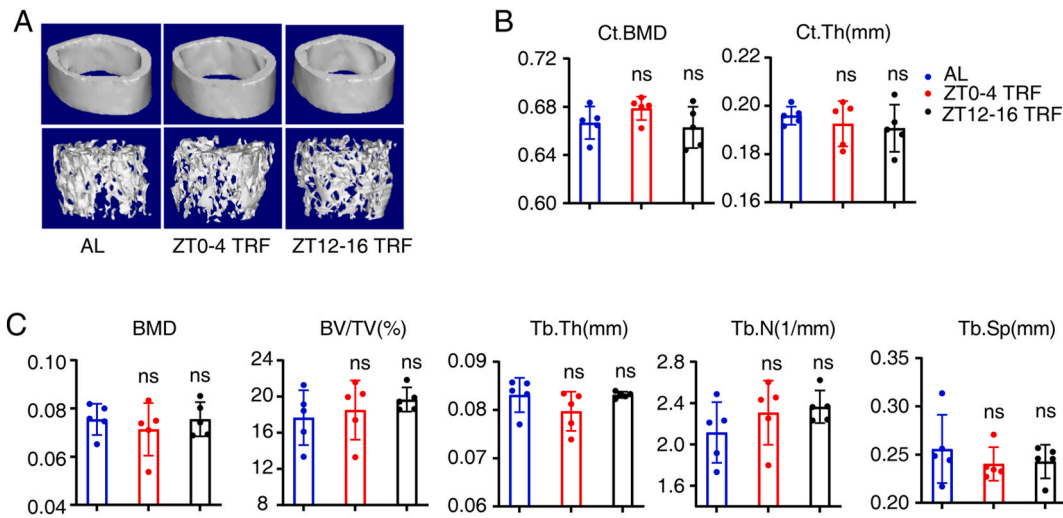 A
AL
ZT0-4 TRF
ZT12-16 TRF
B
Ct.BMD
0.72
0.68
0.64
0.60
ns
ns
Ct.Th(mm)
0.22
0.20
0.18
0.16
ns
ns
AL
ZT0-4 TRF
ZT12-16 TRF
C
BMD
0.10
0.08
0.06
0.04
ns
ns
BV/TV(%)
24
20
16
12
8
ns
ns
Tb.Th(mm)
0.09
0.08
0.07
0.06
ns
ns
Tb.N(1/mm)
2.8
2.4
2.0
1.6
ns
ns
Tb.Sp(mm)
0.35
0.30
0.25
0.20
ns
ns